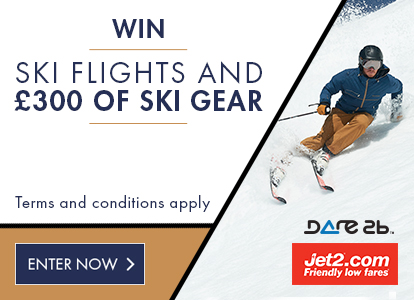 WIN
SKI FLIGHTS AND
£300 OF SKI GEAR
Terms and conditions apply
ENTER NOW >
DARE 2b
Jet2.com
Friendly low fares